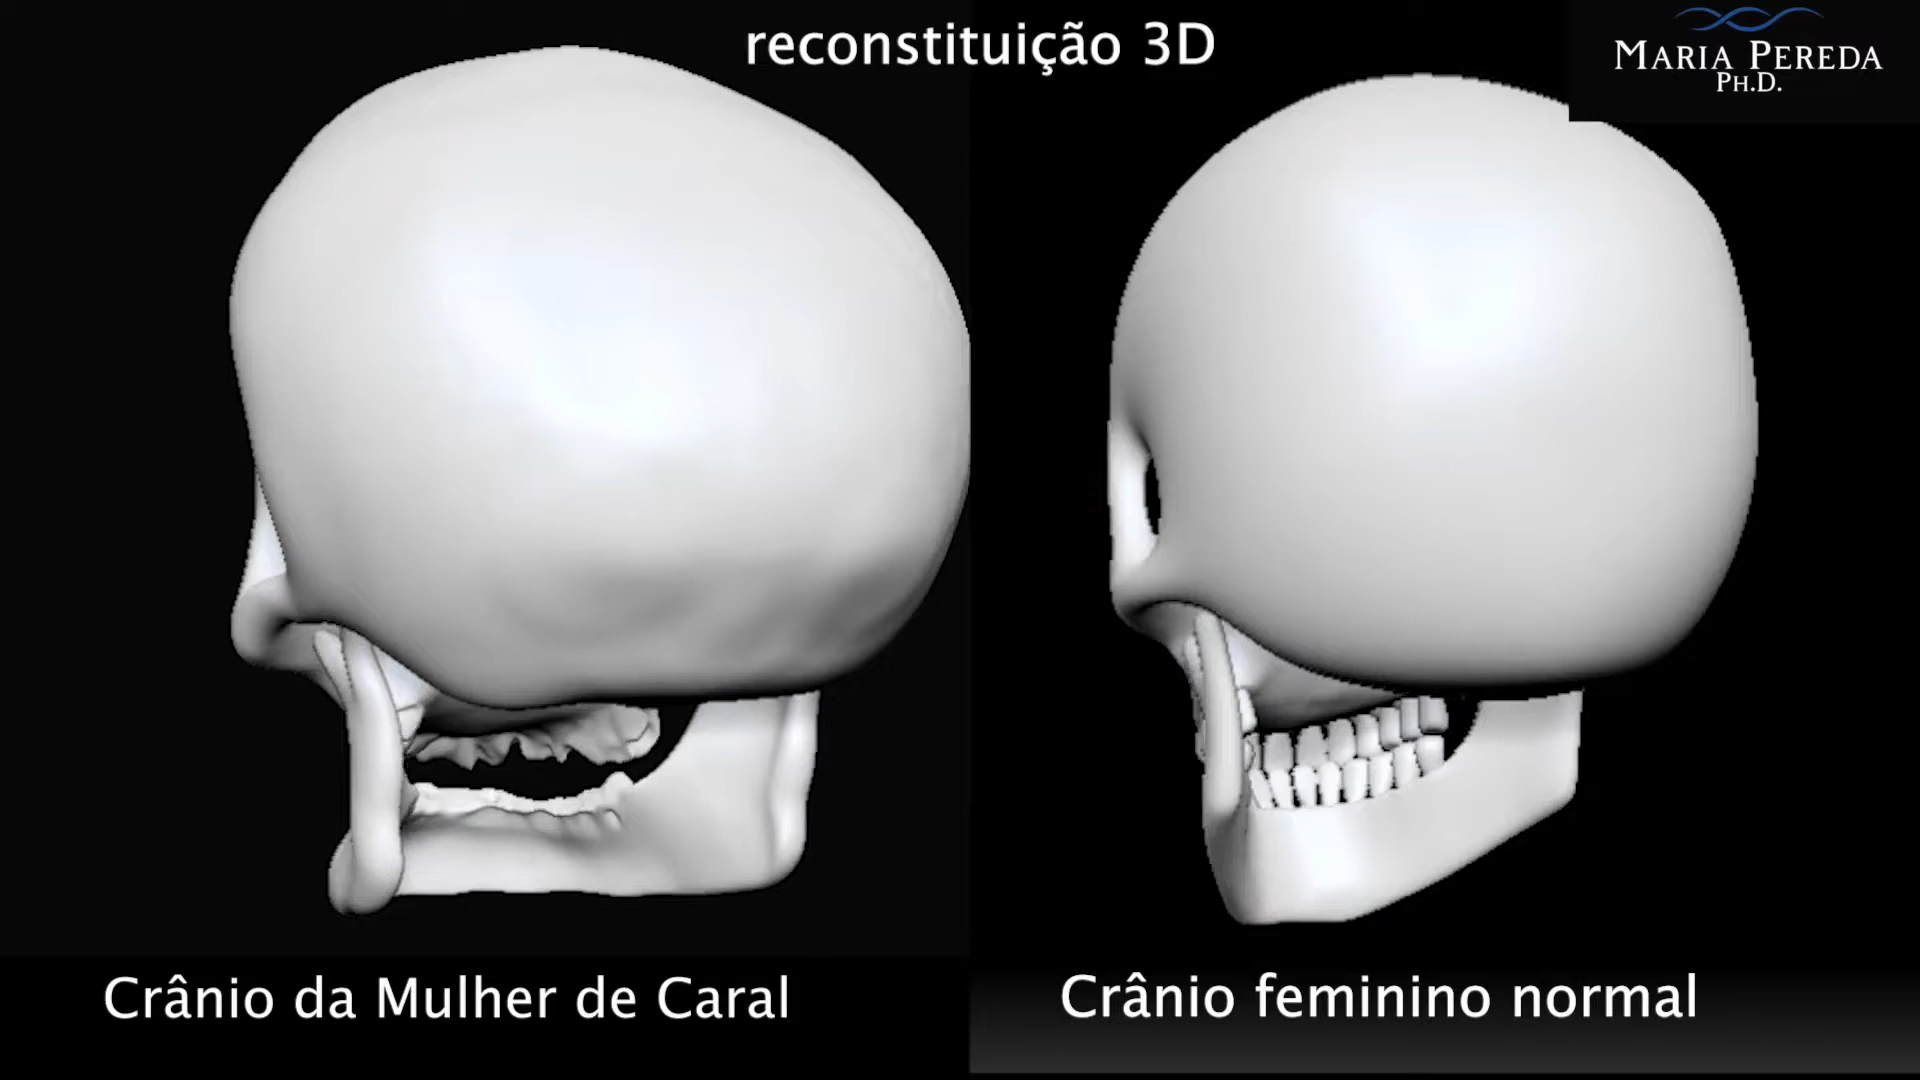 reconstituição 3D
MARIA PEREDA
PH.D.
Crânio da Mulher de Caral
Crânio feminino normal